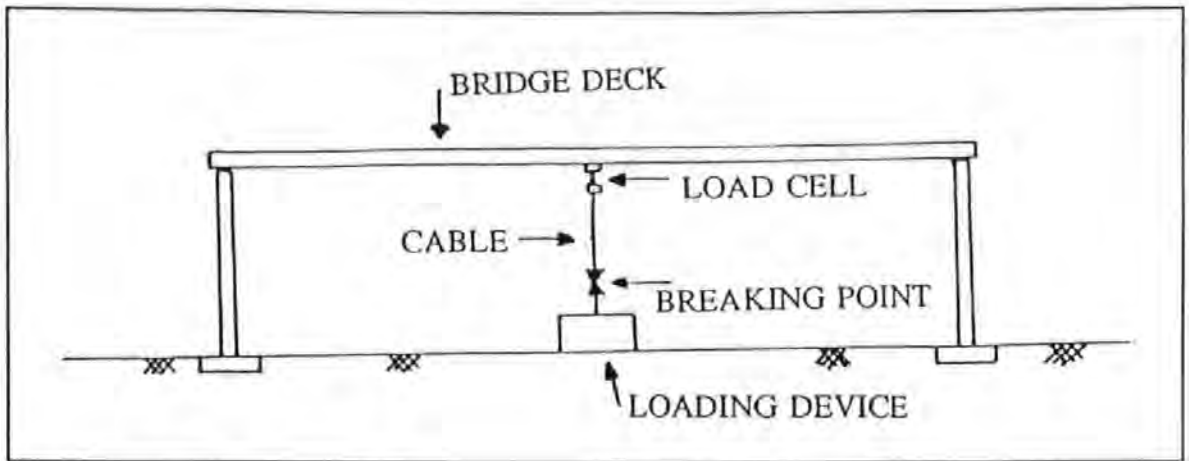 BRIDGE DECK
LOAD CELL
CABLE
BREAKING POINT
LOADING DEVICE